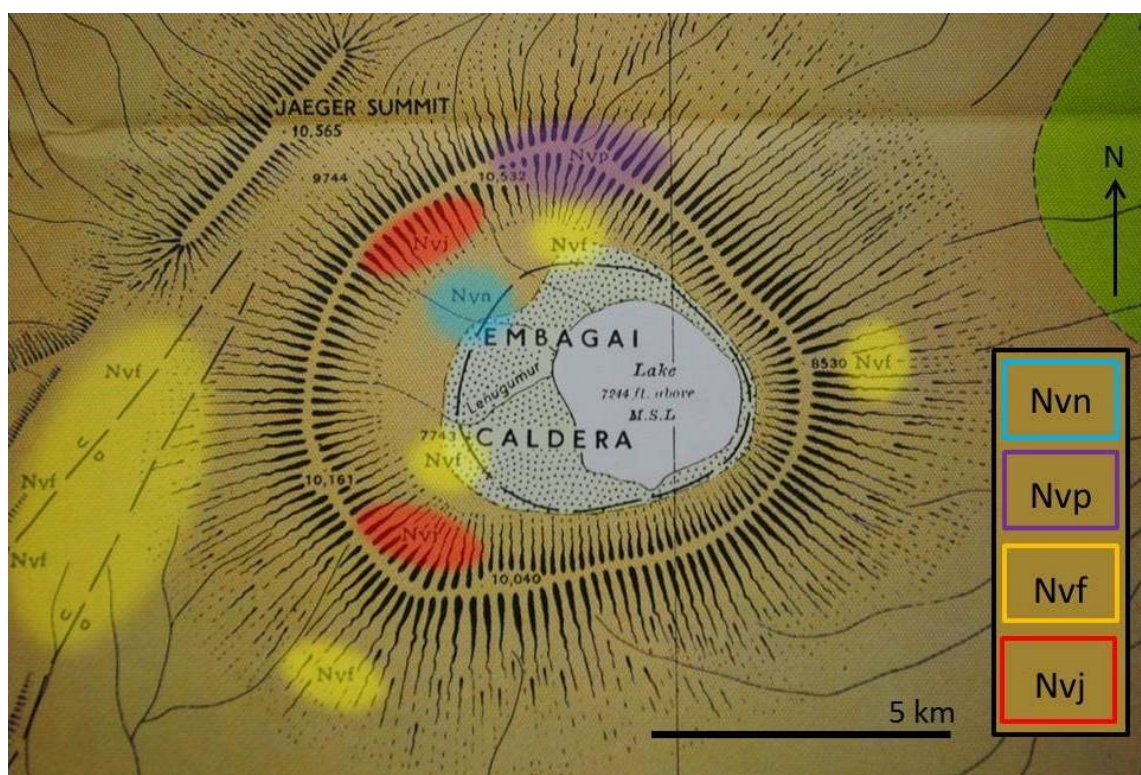 JAEGER SUMMIT
10,565
9744
10,532
Nvp
Nvj
Nvf
Nvn
EMBAGAI
Lake
7244 ft. above
M.S.L
Lenugumur
CALDERA
7743
Nvf
8530
Nvf
Nvf
Nvf
Nvf
U
D
U
D
10,161
Nvj
10,040
Nvf
N
Nvn
Nvp
Nvf
Nvj
5 km